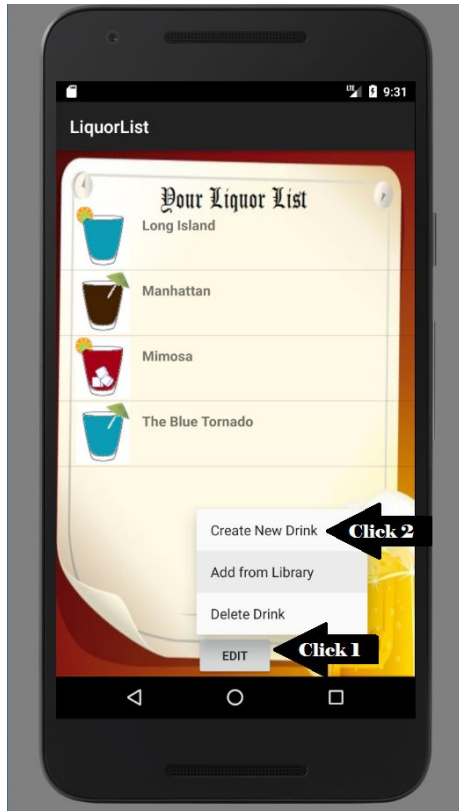 LTE 9:31
LiquorList
Your Liquor List
Long Island
Manhattan
Mimosa
The Blue Tornado
Create New Drink Click 2
Add from Library
Delete Drink
EDIT Click 1